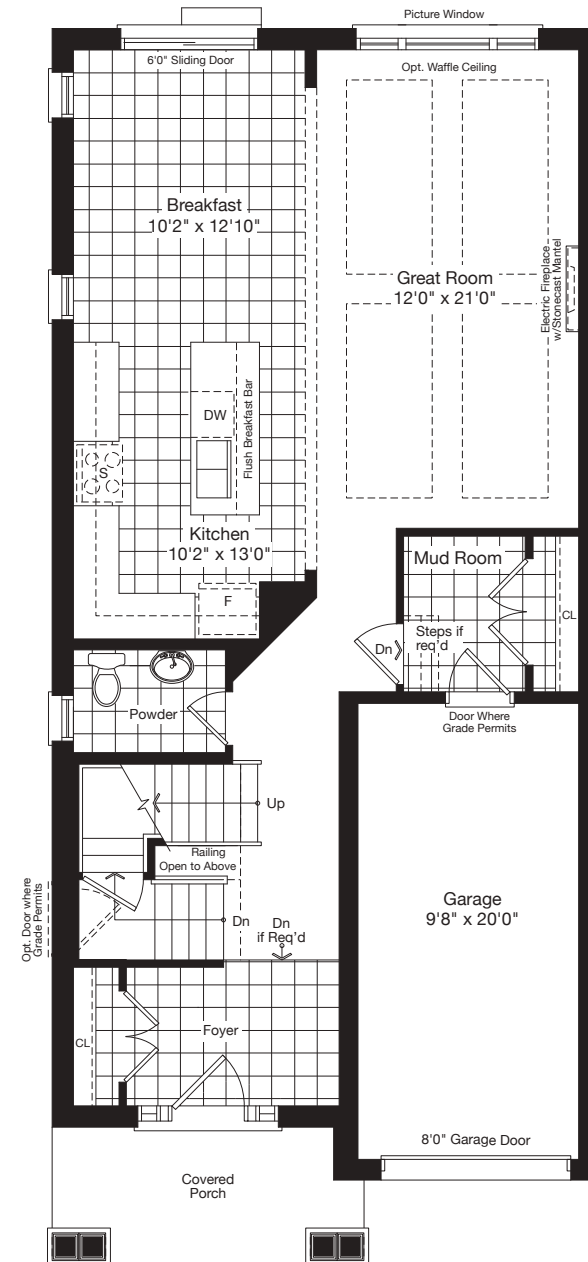 Picture Window
6'0" Sliding Door
Opt. Waffle Ceiling
Breakfast
10'2" x 12'10"
Great Room
12'0" x 21'0"
Electric Fireplace
w/Stonecast Mantel
DW
Flush Breakfast Bar
S
Kitchen
10'2" x 13'0"
F
Mud Room
CL
Steps if
req'd
Dn
Door Where
Grade Permits
Powder
Up
Railing
Open to Above
Opt. Door where
Grade Permits
Dn
Dn
if Req'd
Garage
9'8" x 20'0"
CL
Foyer
8'0" Garage Door
Covered
Porch